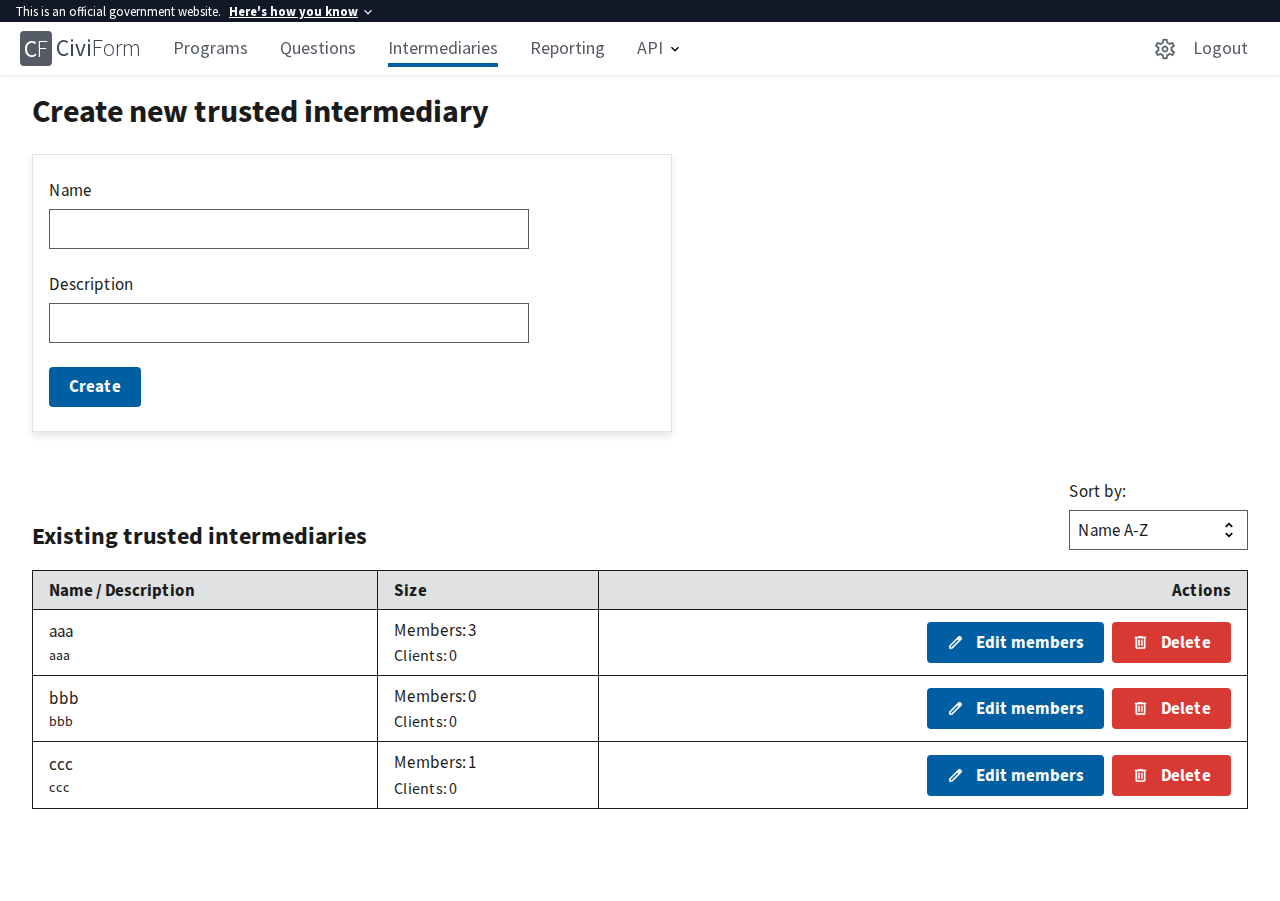 This is an official government website. Here's how you know
CF CiviForm Programs Questions Intermediaries Reporting API Logout
Create new trusted intermediary
Name
Description
Create
Sort by:
Existing trusted intermediaries
Name A-Z
Name / Description Size Actions
aaa
aaa
Members: 3
Clients: 0
Edit members Delete
bbb
bbb
Members: 0
Clients: 0
Edit members Delete
ccc
ccc
Members: 1
Clients: 0
Edit members Delete